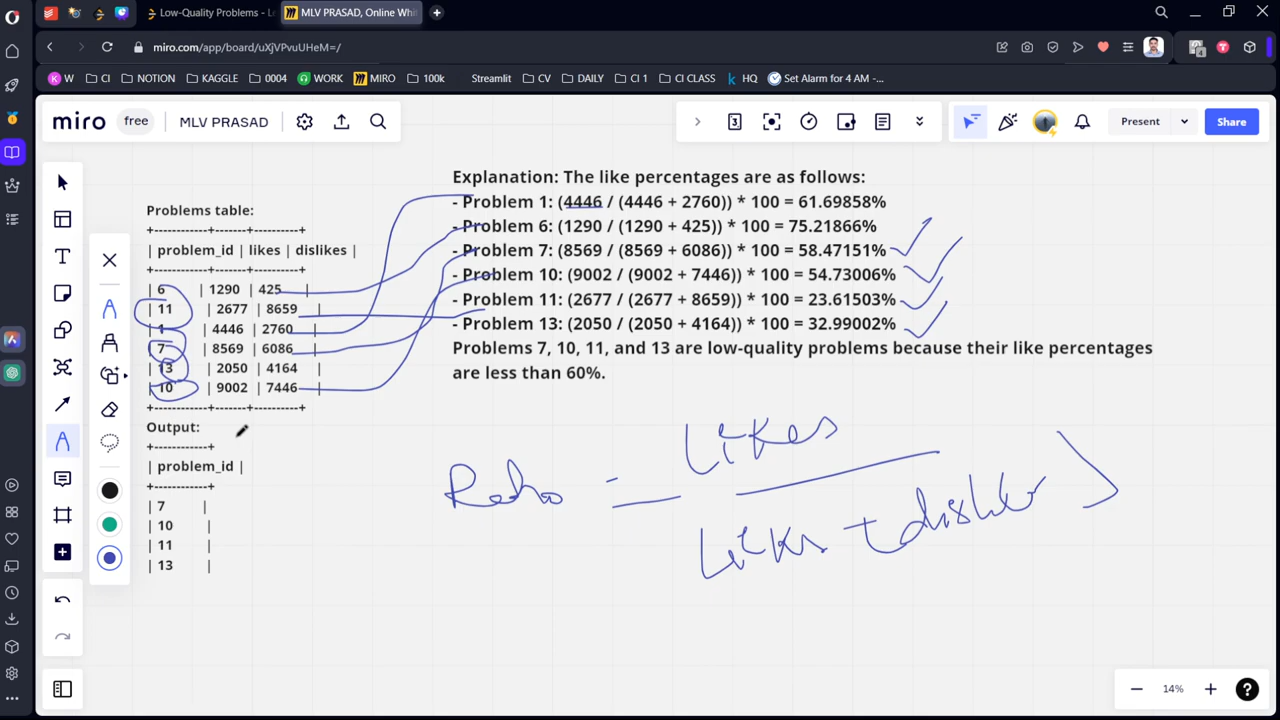 Low-Quality Problems - Le
MLV PRASAD, Online Whi
miro.com/app/board/uXjVPvuUHeM=/
W
CI
NOTION
KAGGLE
0004
WORK
MIRO
100k
Streamlit
CV
DAILY
CI 1
CI CLASS
HQ
Set Alarm for 4 AM -...
miro
free
MLV PRASAD
Present
Share
Explanation: The like percentages are as follows:
- Problem 1: (4446 / (4446 + 2760)) * 100 = 61.69858%
- Problem 6: (1290 / (1290 + 425)) * 100 = 75.21866%
- Problem 7: (8569 / (8569 + 6086)) * 100 = 58.47151%
- Problem 10: (9002 / (9002 + 7446)) * 100 = 54.73006%
- Problem 11: (2677 / (2677 + 8659)) * 100 = 23.61503%
- Problem 13: (2050 / (2050 + 4164)) * 100 = 32.99002%
Problems 7, 10, 11, and 13 are low-quality problems because their like percentages
are less than 60%.
Problems table:
+------------+-------+----------+
| problem_id | likes | dislikes |
+------------+-------+----------+
| 6 | 1290 | 425 |
| 11 | 2677 | 8659 |
| 1 | 4446 | 2760 |
| 7 | 8569 | 6086 |
| 13 | 2050 | 4164 |
| 10 | 9002 | 7446 |
+------------+-------+----------+
Output:
+------------+
| problem_id |
+------------+
| 7 |
| 10 |
| 11 |
| 13 |
Ratio = Likes
Likes + dislikes
14%